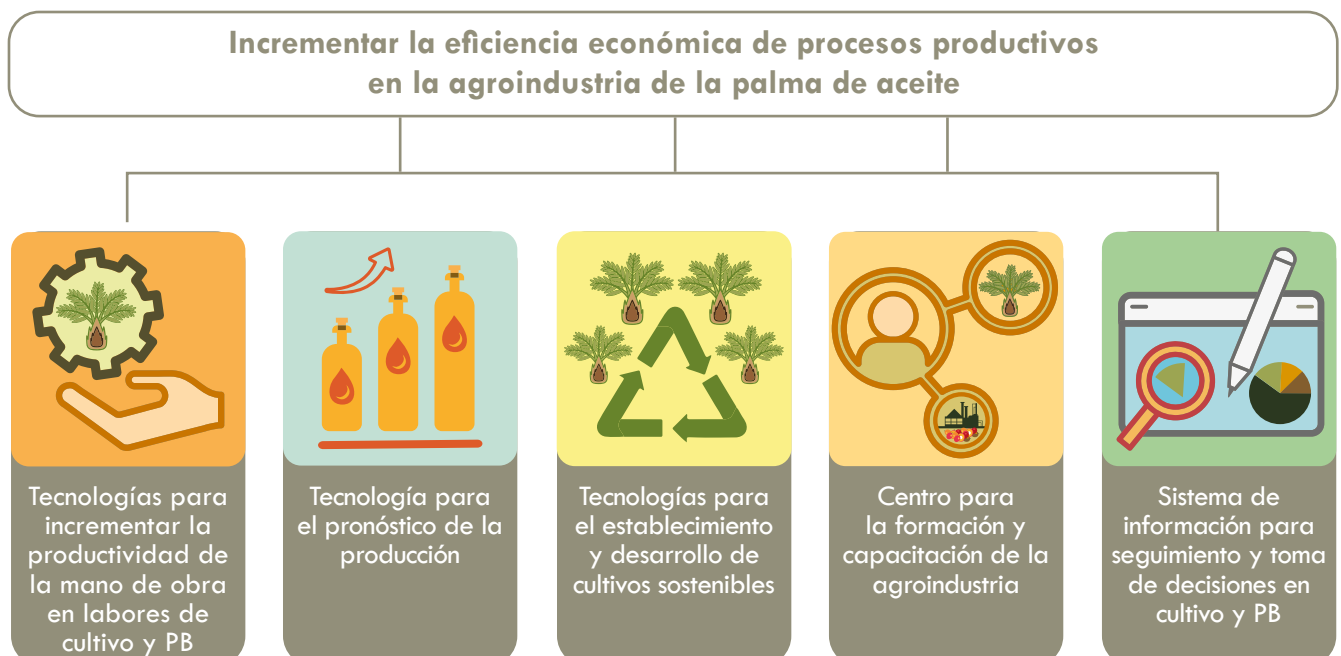 Incrementar la eficiencia económica de procesos productivos
en la agroindustria de la palma de aceite
Tecnologías para
incrementar la
productividad de
la mano de obra
en labores de
cultivo y PB
Tecnología para
el pronóstico de la
producción
Tecnologías para
el establecimiento
y desarrollo de
cultivos sostenibles
Centro para
la formación y
capacitación de la
agroindustria
Sistema de
información para
seguimiento y toma
de decisiones en
cultivo y PB